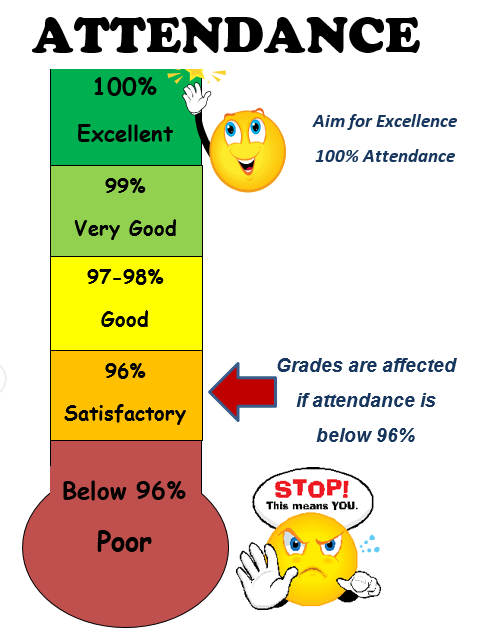 ATTENDANCE
100%
Excellent
Aim for Excellence
100% Attendance
99%
Very Good
97-98%
Good
96%
Satisfactory
Grades are affected
if attendance is
below 96%
Below 96%
Poor
STOP!
This means YOU.